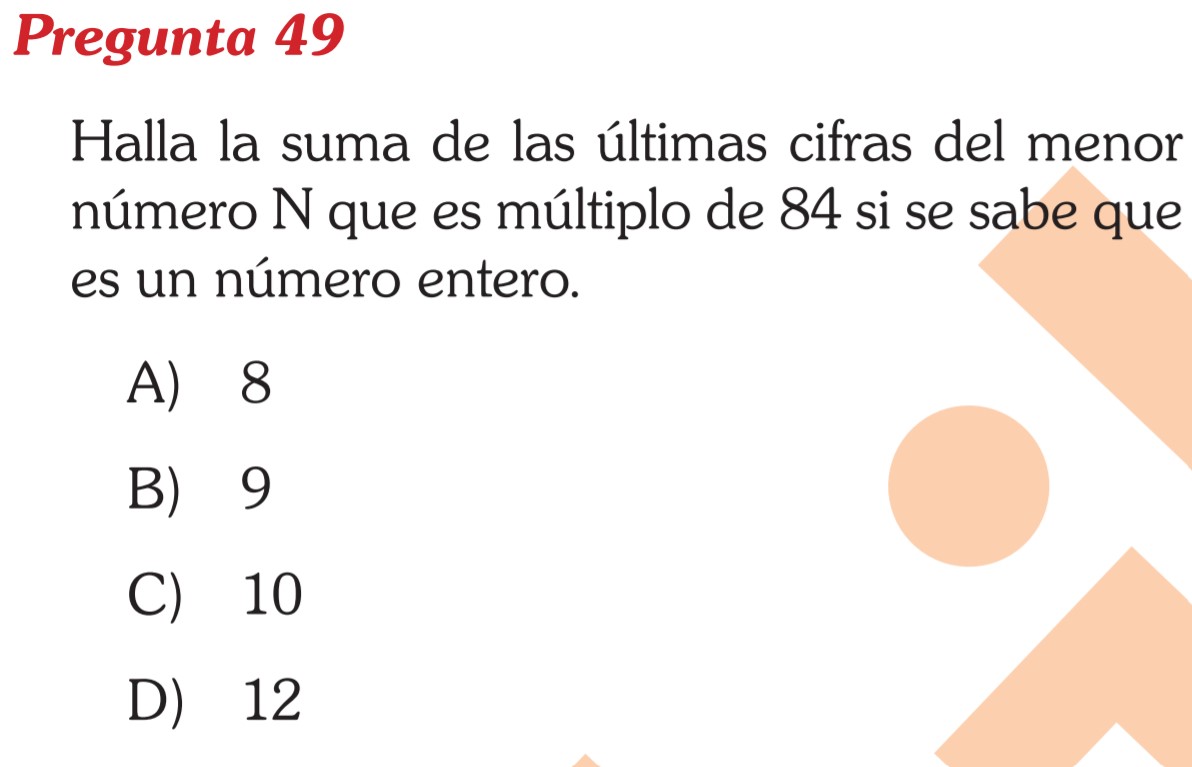 Pregunta 49
Halla la suma de las últimas cifras del menor
número N que es múltiplo de 84 si se sabe que
es un número entero.
A) 8
B) 9
C) 10
D) 12